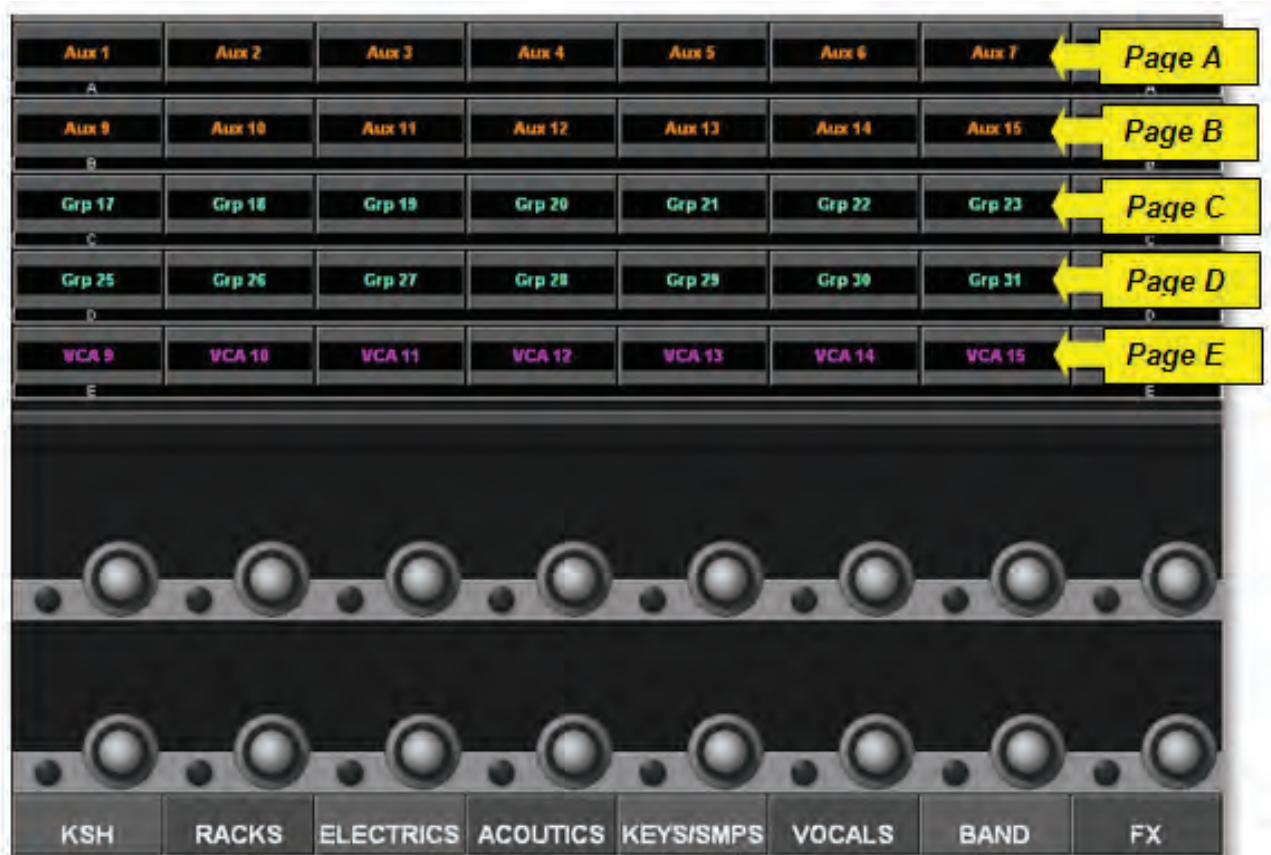 Aux 1 Aux 2 Aux 3 Aux 4 Aux 5 Aux 6 Aux 7 Page A
A A
Aux 9 Aux 10 Aux 11 Aux 12 Aux 13 Aux 14 Aux 15 Page B
B B
Grp 17 Grp 18 Grp 19 Grp 20 Grp 21 Grp 22 Grp 23 Page C
C C
Grp 25 Grp 26 Grp 27 Grp 28 Grp 29 Grp 30 Grp 31 Page D
D D
VCA 9 VCA 10 VCA 11 VCA 12 VCA 13 VCA 14 VCA 15 Page E
E E
KSH RACKS ELECTRICS ACOUTICS KEYS/SMPS VOCALS BAND FX